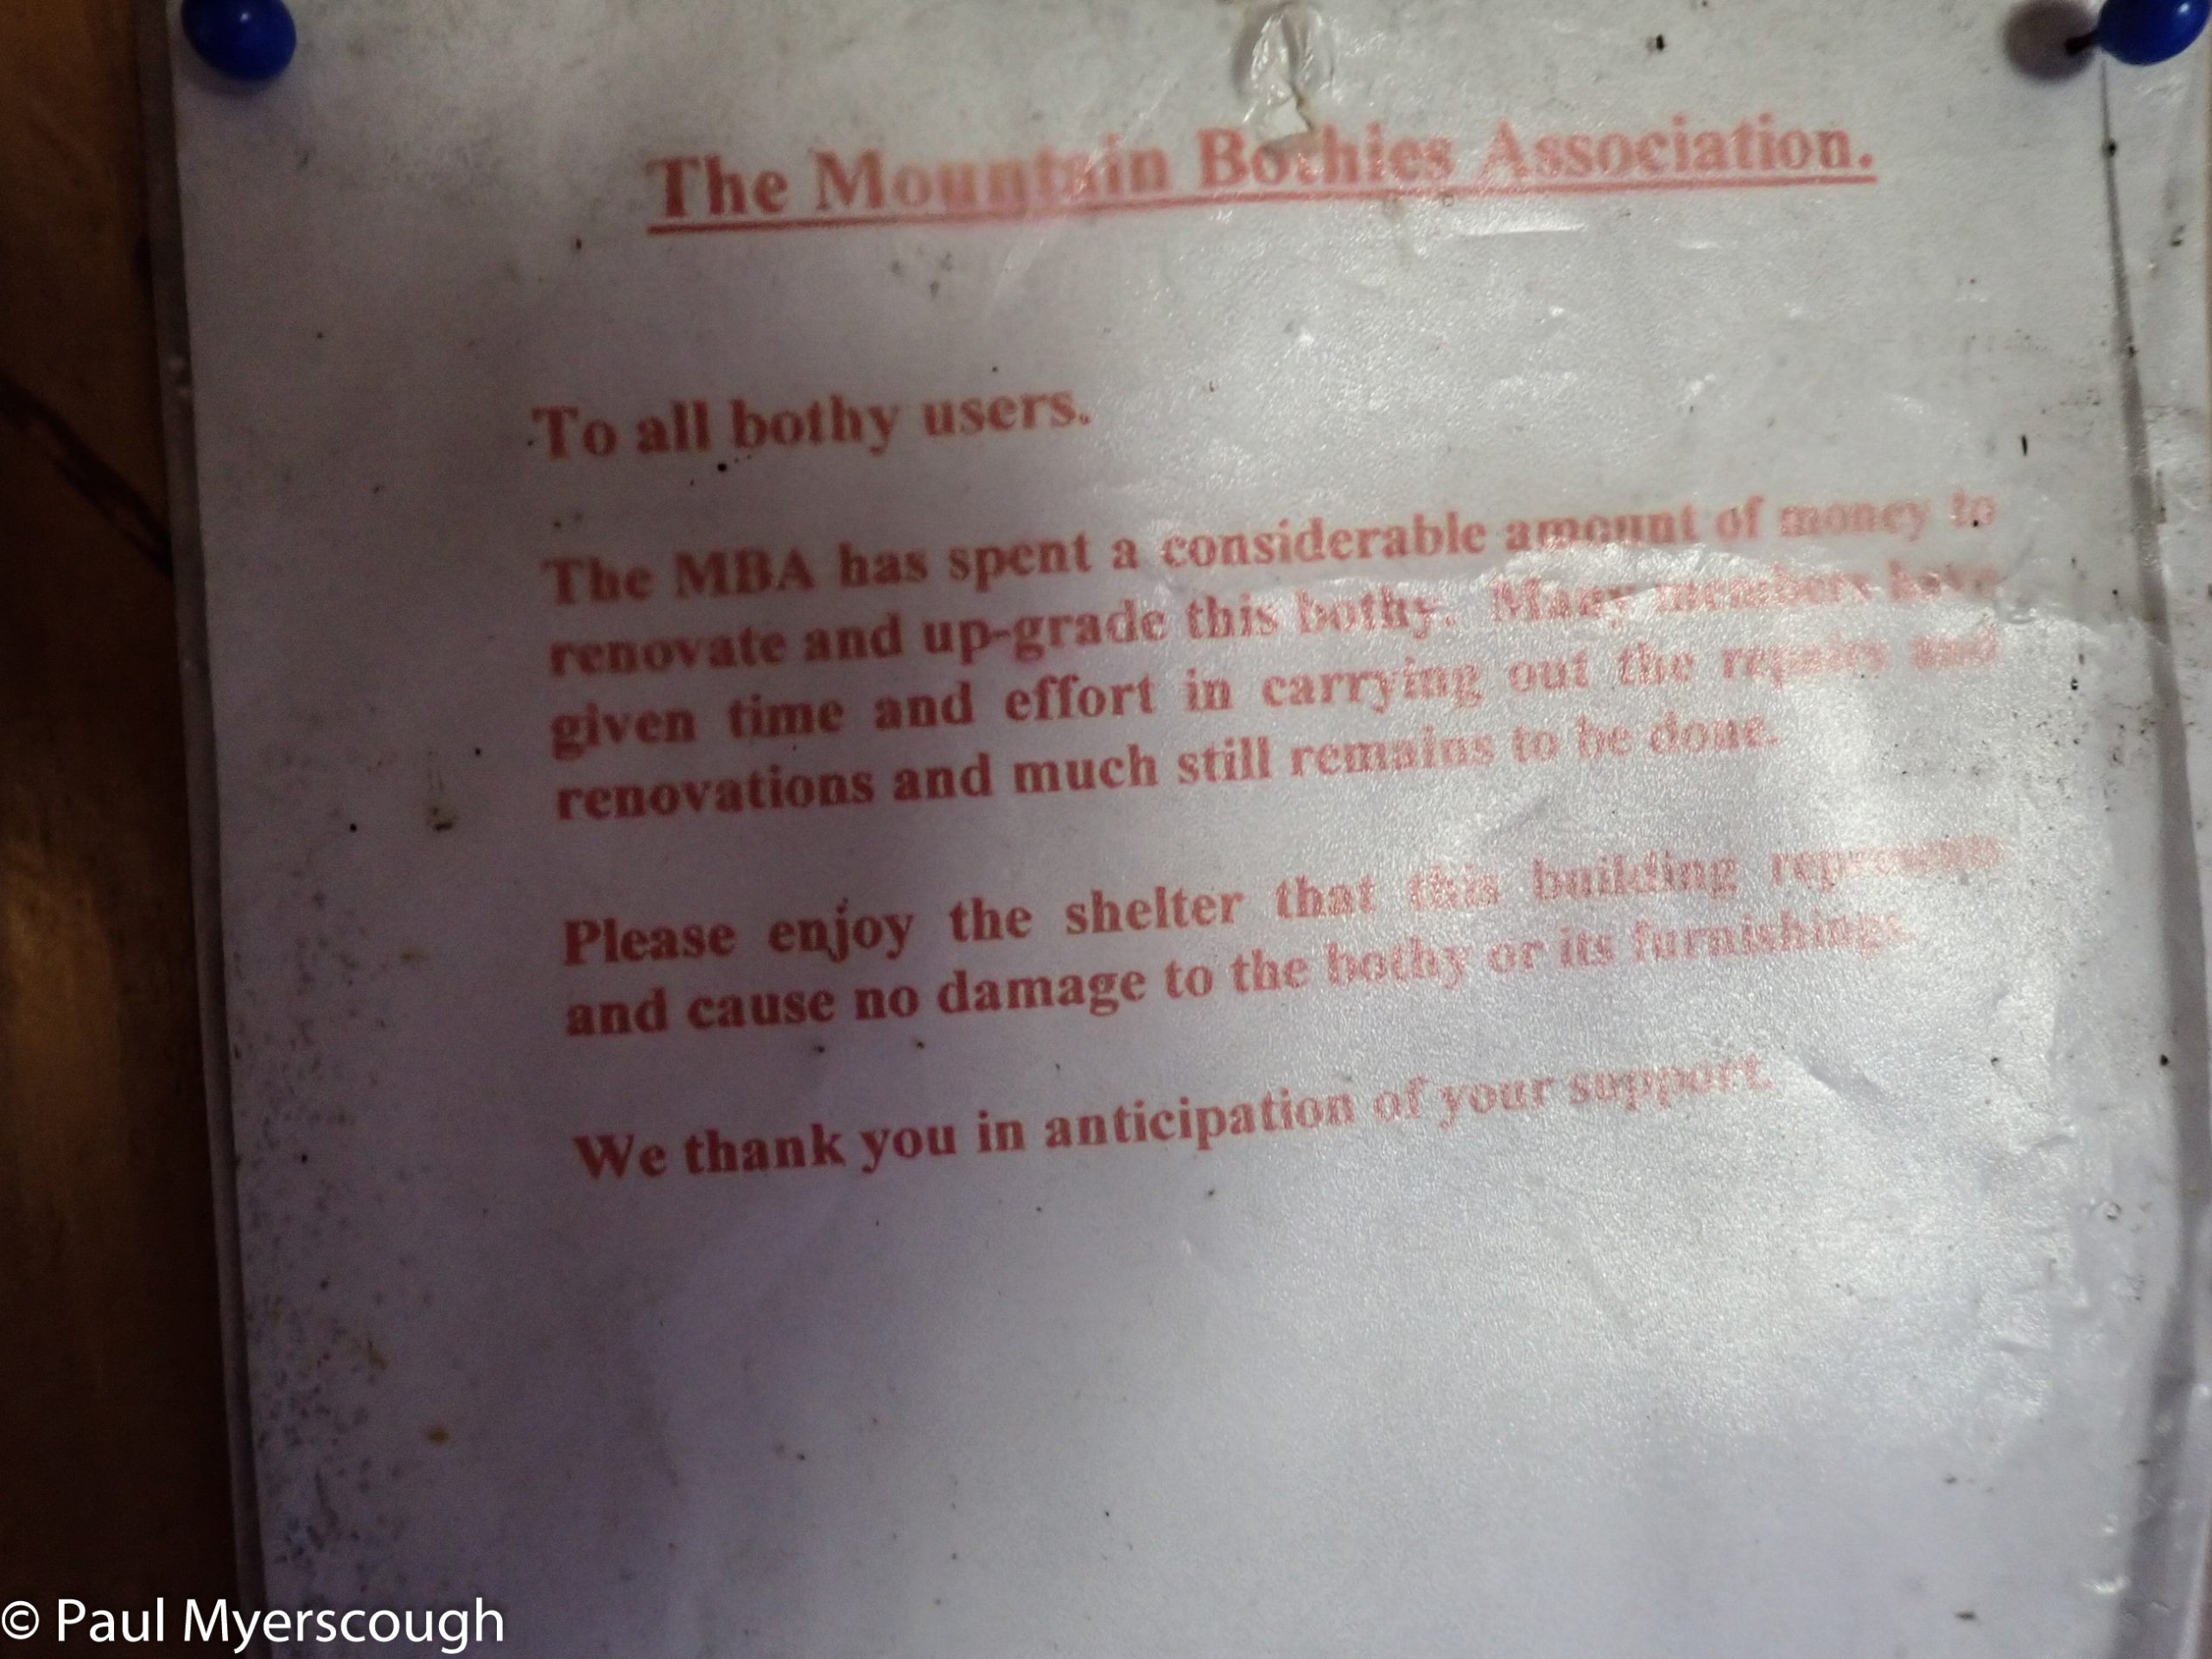 The Mountain Bothies Association.
To all bothy users.
The MBA has spent a considerable amount of money to
renovate and up-grade this bothy. Many members have
given time and effort in carrying out the repairs and
renovations and much still remains to be done.
Please enjoy the shelter that this building represents
and cause no damage to the bothy or its furnishings.
We thank you in anticipation of your support.
© Paul Myerscough